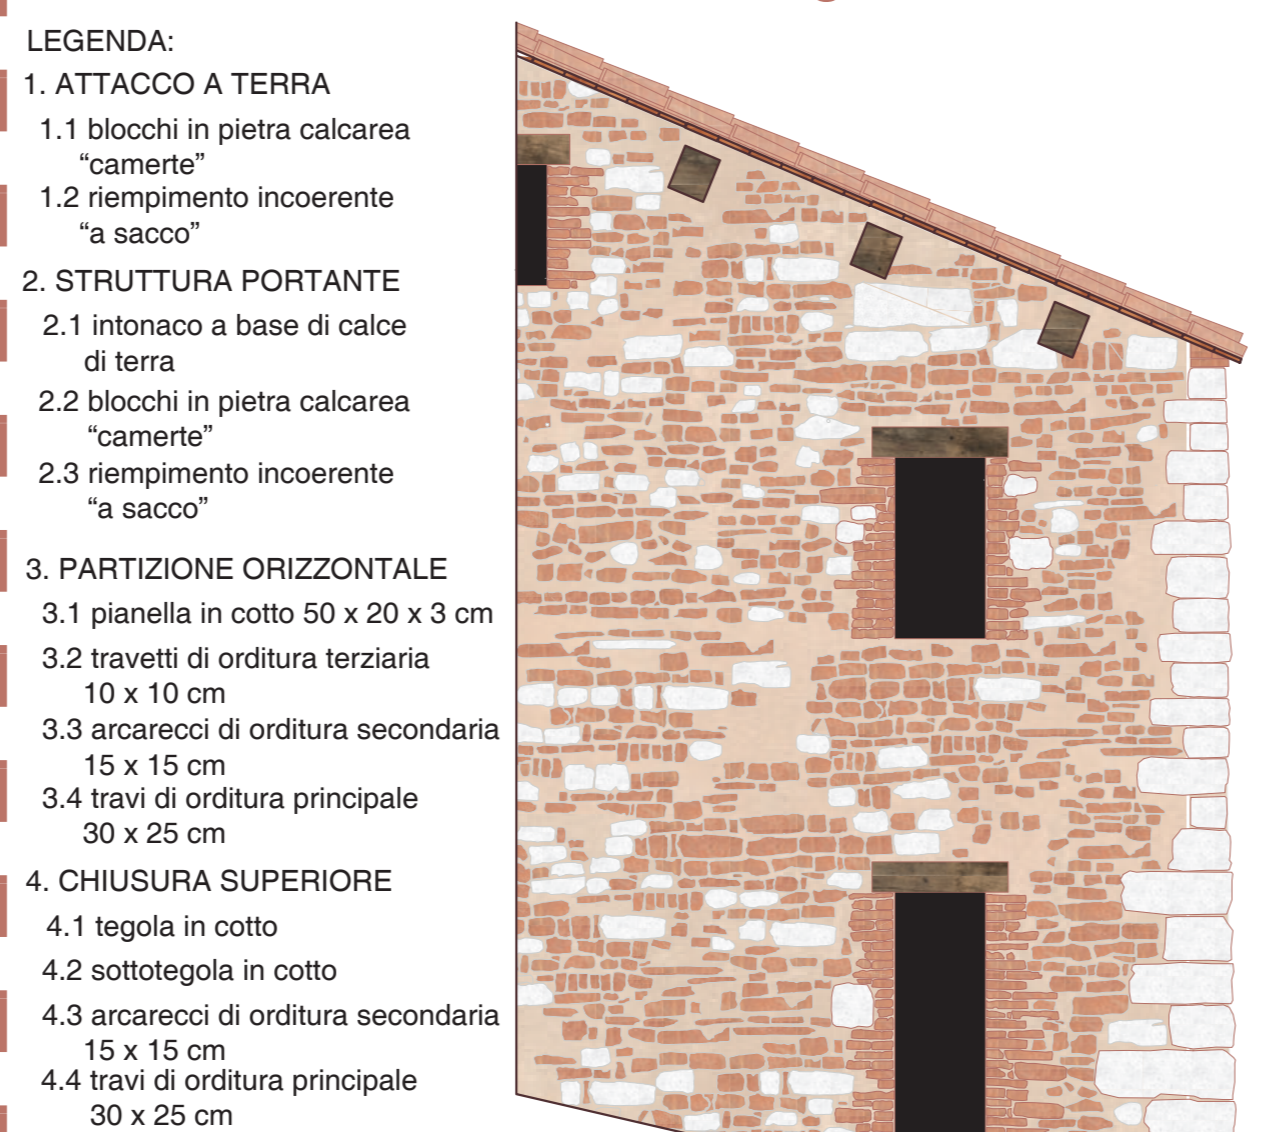 LEGENDA:
1. ATTACCO A TERRA
1.1 blocchi in pietra calcarea
“camerte”
1.2 riempimento incoerente
“a sacco”
2. STRUTTURA PORTANTE
2.1 intonaco a base di calce
di terra
2.2 blocchi in pietra calcarea
“camerte”
2.3 riempimento incoerente
“a sacco”
3. PARTIZIONE ORIZZONTALE
3.1 pianella in cotto 50 x 20 x 3 cm
3.2 travetti di orditura terziaria
10 x 10 cm
3.3 arcarecci di orditura secondaria
15 x 15 cm
3.4 travi di orditura principale
30 x 25 cm
4. CHIUSURA SUPERIORE
4.1 tegola in cotto
4.2 sottotegola in cotto
4.3 arcarecci di orditura secondaria
15 x 15 cm
4.4 travi di orditura principale
30 x 25 cm